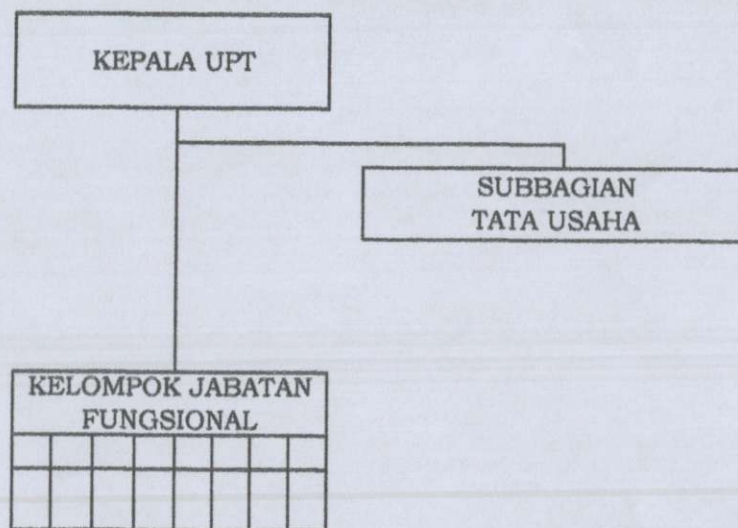 KEPALA UPT
SUBBAGIAN
TATA USAHA
KELOMPOK JABATAN
FUNGSIONAL